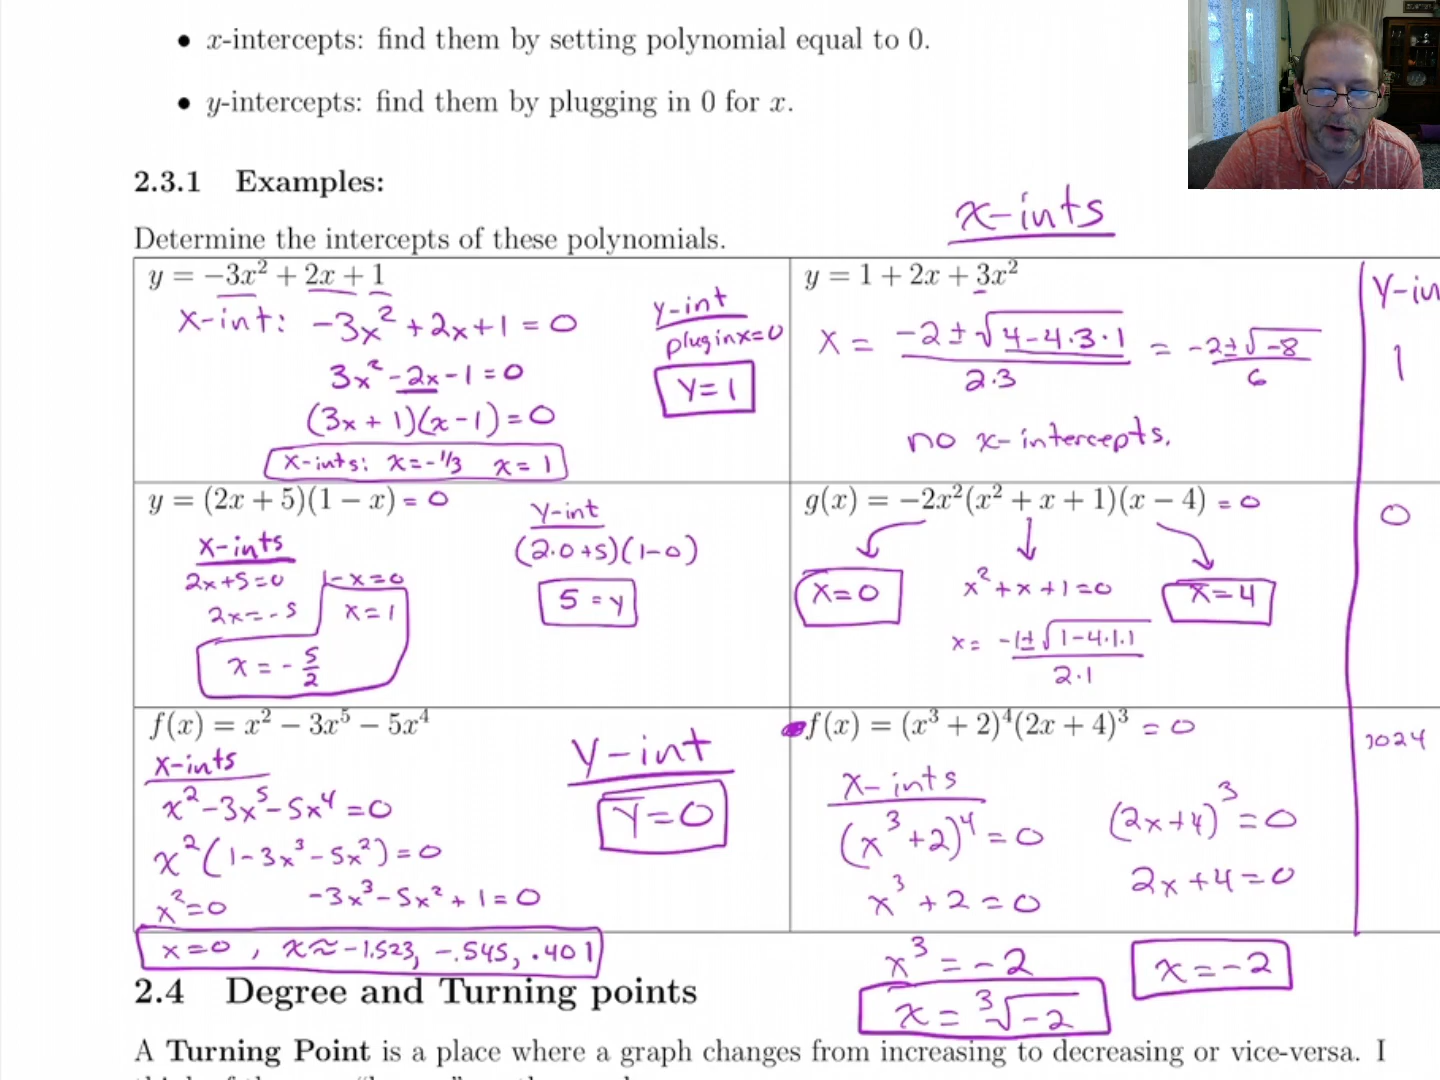 • x-intercepts: find them by setting polynomial equal to 0.
• y-intercepts: find them by plugging in 0 for x.
2.3.1 Examples:
x-ints
Determine the intercepts of these polynomials.
y = −3x² + 2x + 1
x-int: -3x² + 2x + 1 = 0
3x² - 2x - 1 = 0
(3x + 1)(x - 1) = 0
x-ints: x = -1/3 x = 1
y-int
plug in x=0
y = 1
y = 1 + 2x + 3x²
x = (-2 ± √(4-4·3·1))/(2·3) = (-2 ± √-8)/6
no x-intercepts.
y-in
1
y = (2x + 5)(1 − x) = 0
x-ints
2x+5=0 1-x=0
2x=-5 x=1
x = -5/2
y-int
(2·0+5)(1-0)
5 = y
g(x) = −2x²(x² + x + 1)(x − 4) = 0
x=0 x²+x+1=0 x=4
x = (-1 ± √(1-4·1·1))/(2·1)
0
f(x) = x² − 3x⁵ − 5x⁴
x-ints
x² - 3x⁵ - 5x⁴ = 0
x²(1 - 3x³ - 5x²) = 0
x² = 0 -3x³ - 5x² + 1 = 0
x = 0 , x ≈ -1.523, -.545, .401
y-int
y = 0
f(x) = (x³ + 2)⁴(2x + 4)³ = 0
x-ints
(x³ + 2)⁴ = 0 (2x+4)³ = 0
x³ + 2 = 0 2x + 4 = 0
x³ = -2 x = -2
x = ³√-2
1024
2.4 Degree and Turning points
A Turning Point is a place where a graph changes from increasing to decreasing or vice-versa. I